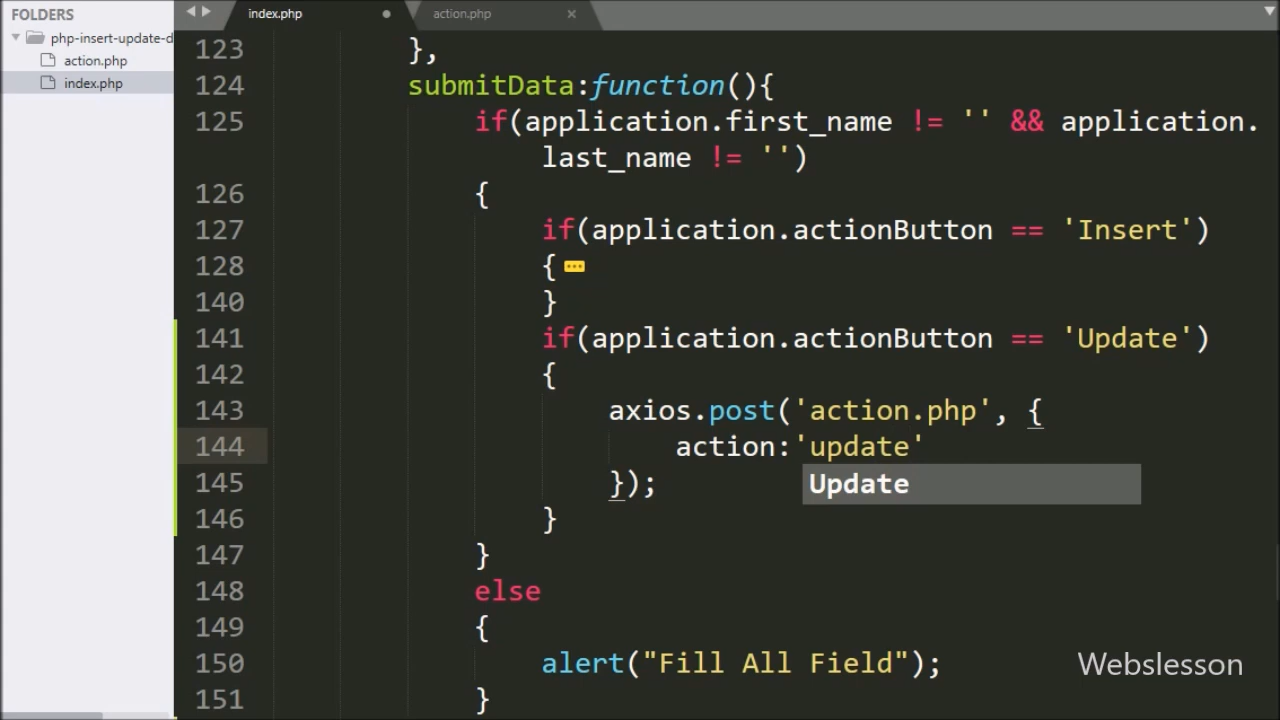 FOLDERS
php-insert-update-d
action.php
index.php
index.php
action.php
123 },
124 submitData:function(){
125 if(application.first_name != '' && application.
last_name != '')
126 {
127 if(application.actionButton == 'Insert')
128 {
140 }
141 if(application.actionButton == 'Update')
142 {
143 axios.post('action.php', {
144 action:'update'
Update
145 });
146 }
147 }
148 else
149 {
150 alert("Fill All Field");
151 }
Webslesson